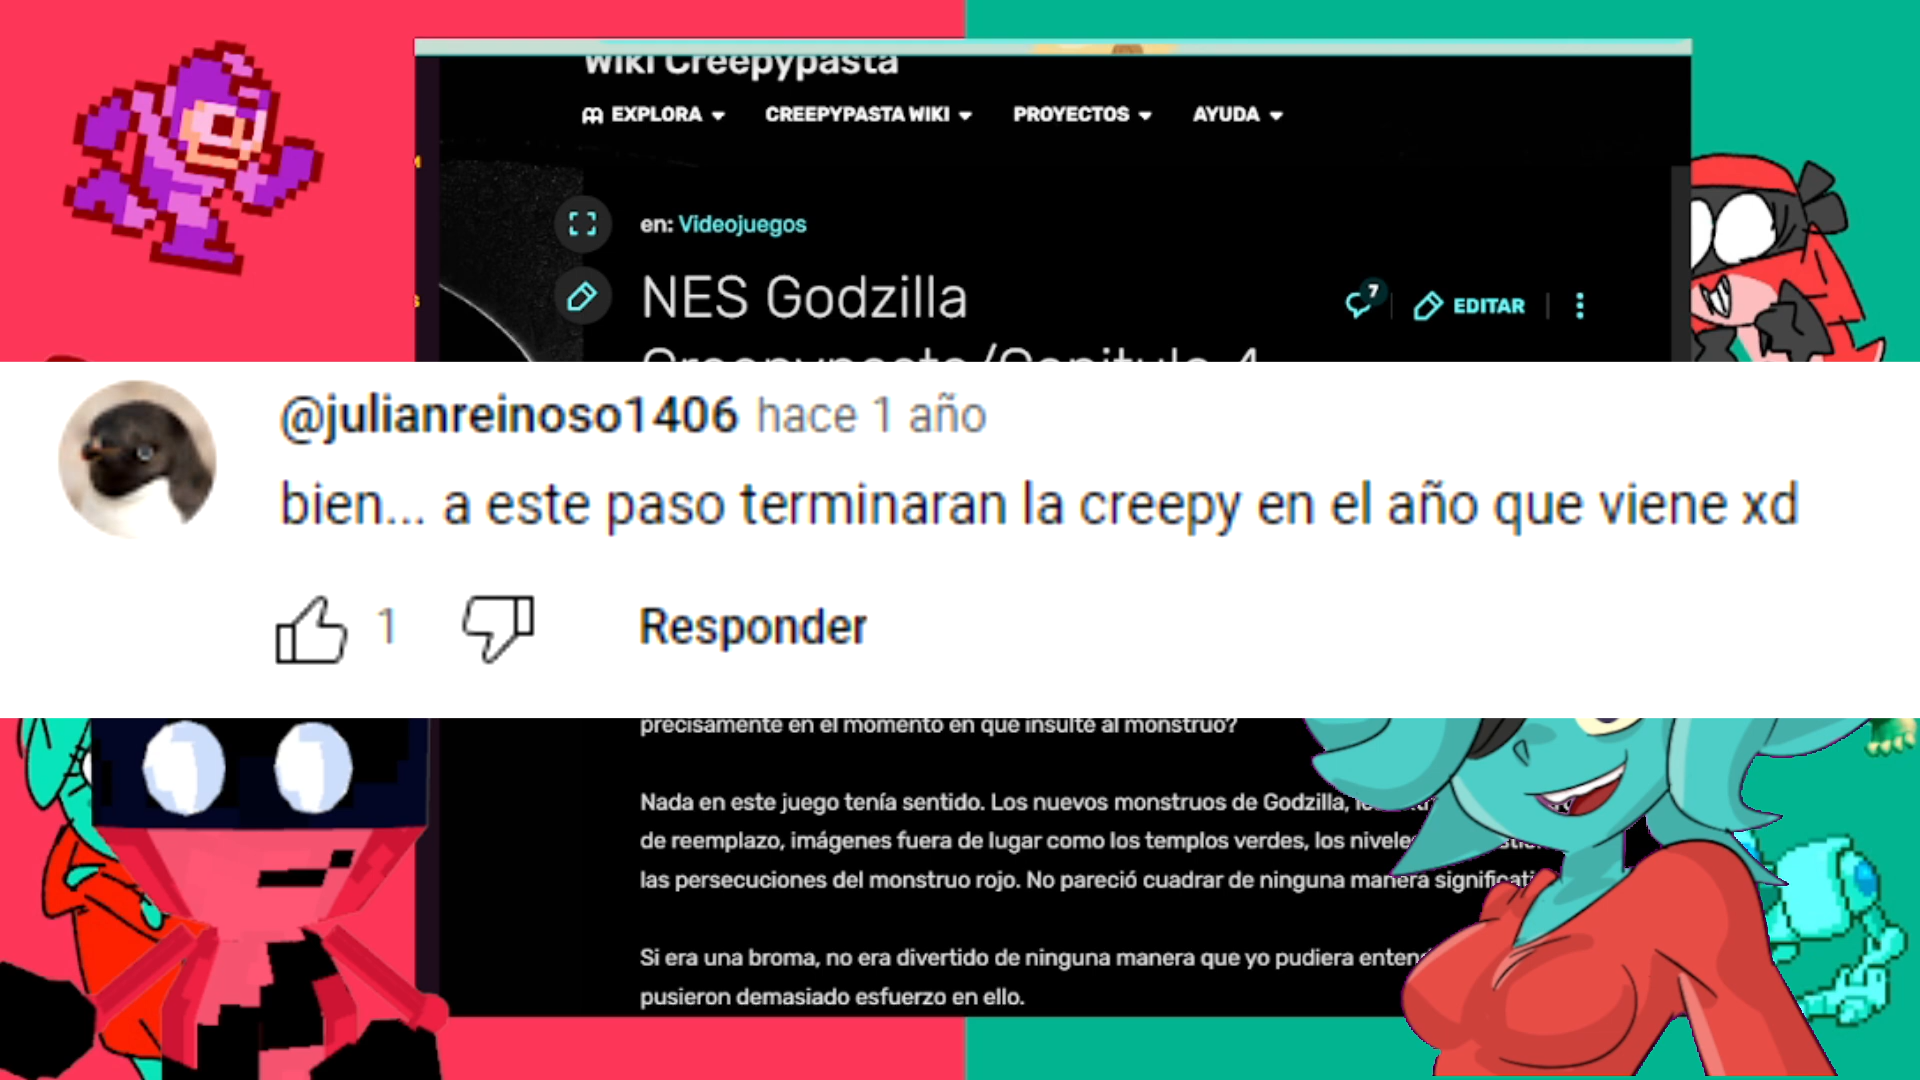 Wiki Creepypasta
EXPLORA
CREEPYPASTA WIKI
PROYECTOS
AYUDA
en: Videojuegos
NES Godzilla
7
EDITAR
Creepypasta/Capitulo 4
@julianreinoso1406 hace 1 año
bien... a este paso terminaran la creepy en el año que viene xd
1
Responder
precisamente en el momento en que insulté al monstruo?
Nada en este juego tenía sentido. Los nuevos monstruos de Godzilla,
de reemplazo, imágenes fuera de lugar como los templos verdes, los
las persecuciones del monstruo rojo. No pareció cuadrar de ninguna manera
Si era una broma, no era divertido de ninguna manera que yo pudiera
pusieron demasiado esfuerzo en ello.